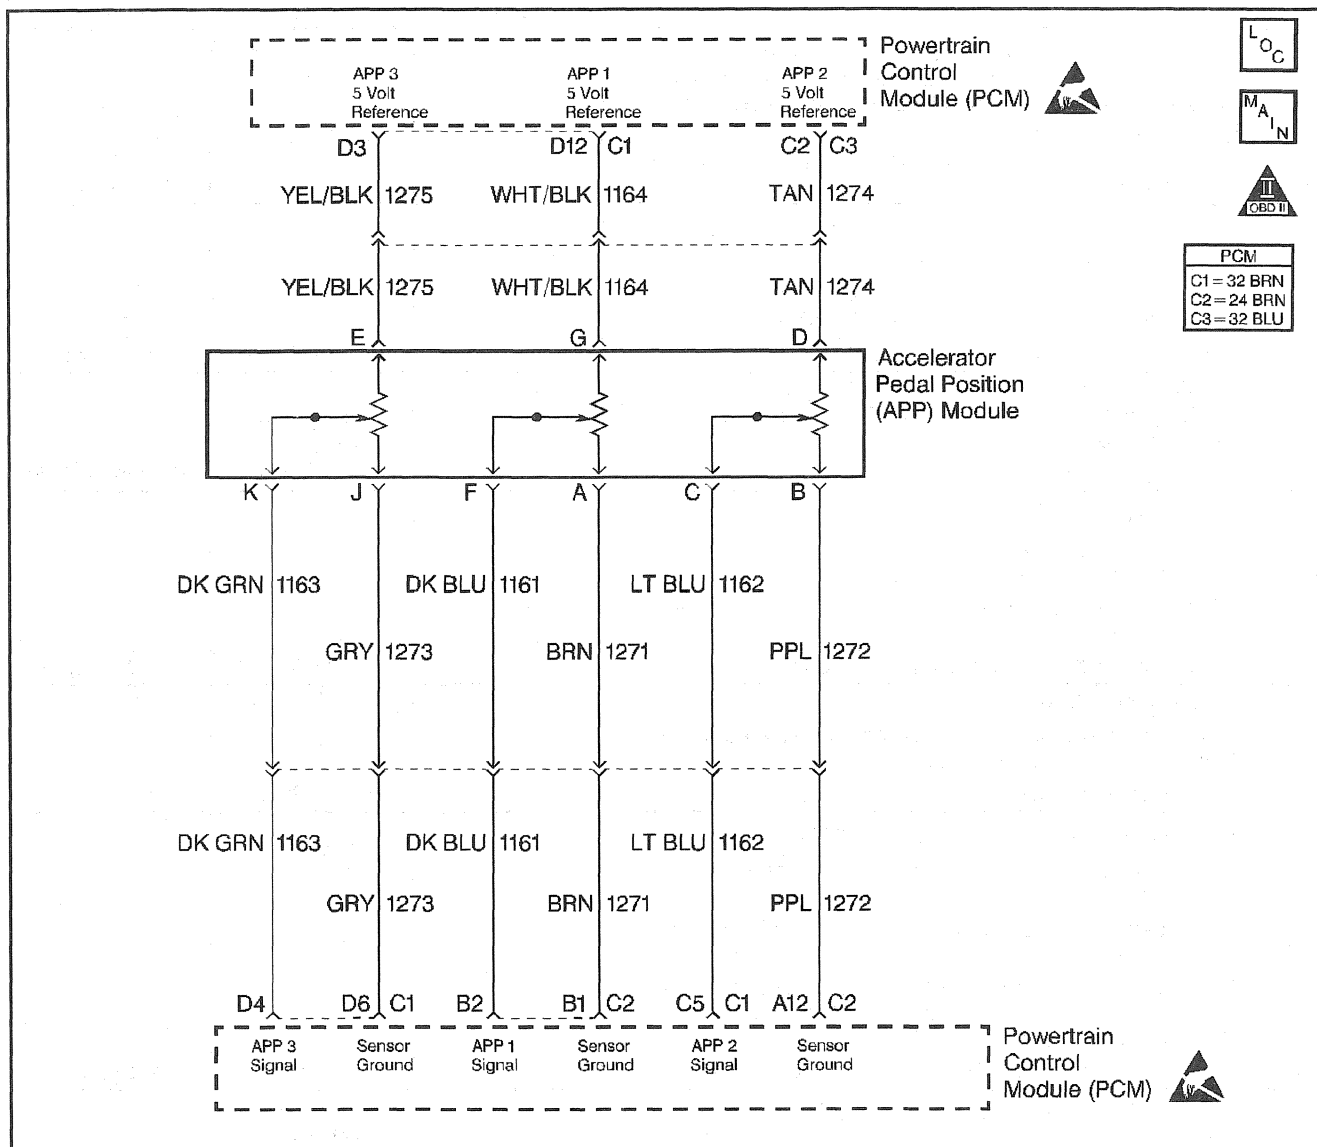 Powertrain
Control
Module (PCM)
L O C
M A I N
II
OBD II
PCM
C1=32 BRN
C2=24 BRN
C3=32 BLU
APP 3
5 Volt
Reference
APP 1
5 Volt
Reference
APP 2
5 Volt
Reference
D3 D12 C1 C2 C3
YEL/BLK 1275 WHT/BLK 1164 TAN 1274
YEL/BLK 1275 WHT/BLK 1164 TAN 1274
E G D
Accelerator
Pedal Position
(APP) Module
K J F A C B
DK GRN 1163 DK BLU 1161 LT BLU 1162
GRY 1273 BRN 1271 PPL 1272
DK GRN 1163 DK BLU 1161 LT BLU 1162
GRY 1273 BRN 1271 PPL 1272
D4 D6 C1 B2 B1 C2 C5 C1 A12 C2
APP 3
Signal
Sensor
Ground
APP 1
Signal
Sensor
Ground
APP 2
Signal
Sensor
Ground
Powertrain
Control
Module (PCM)